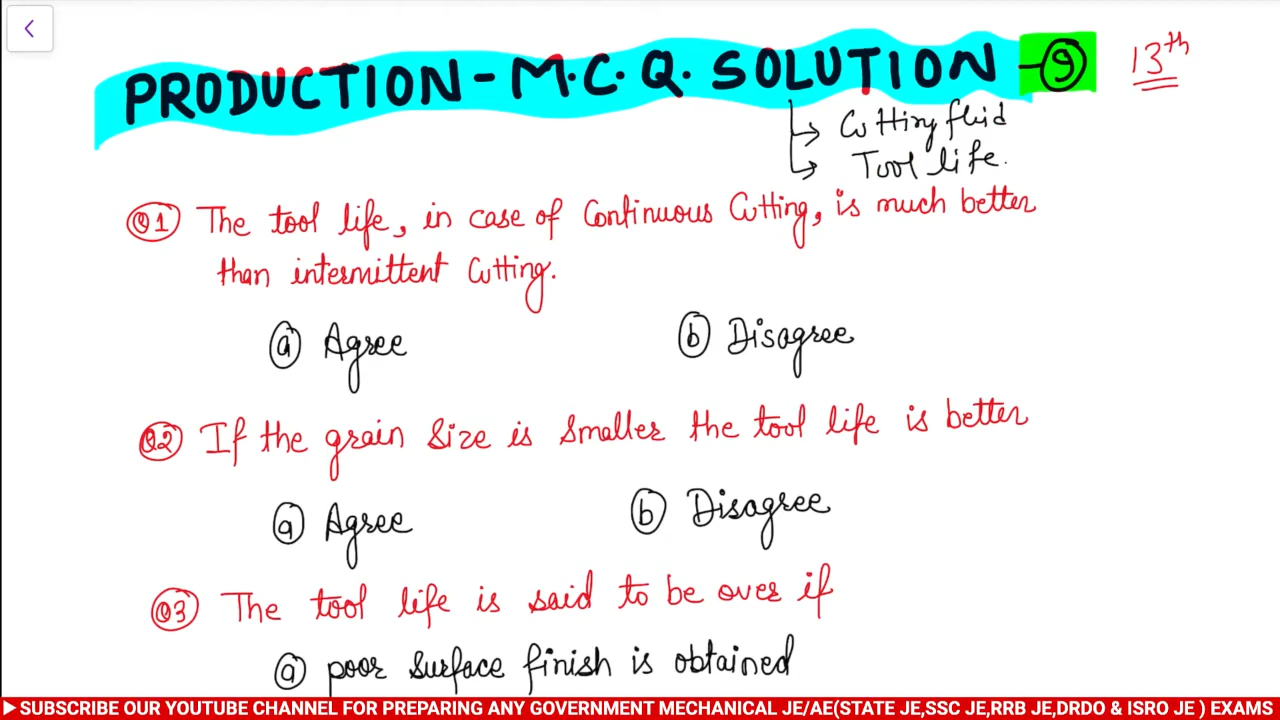 PRODUCTION - M.C.Q. SOLUTION - 9 13th
→ Cutting fluid
→ Tool life.
Q1 The tool life, in case of Continuous Cutting, is much better
than intermittent Cutting.
a Agree b Disagree
Q2 If the grain size is smaller the tool life is better
a Agree b Disagree
Q3 The tool life is said to be over if
a poor surface finish is obtained
▶ SUBSCRIBE OUR YOUTUBE CHANNEL FOR PREPARING ANY GOVERNMENT MECHANICAL JE/AE(STATE JE,SSC JE,RRB JE,DRDO & ISRO JE ) EXAMS